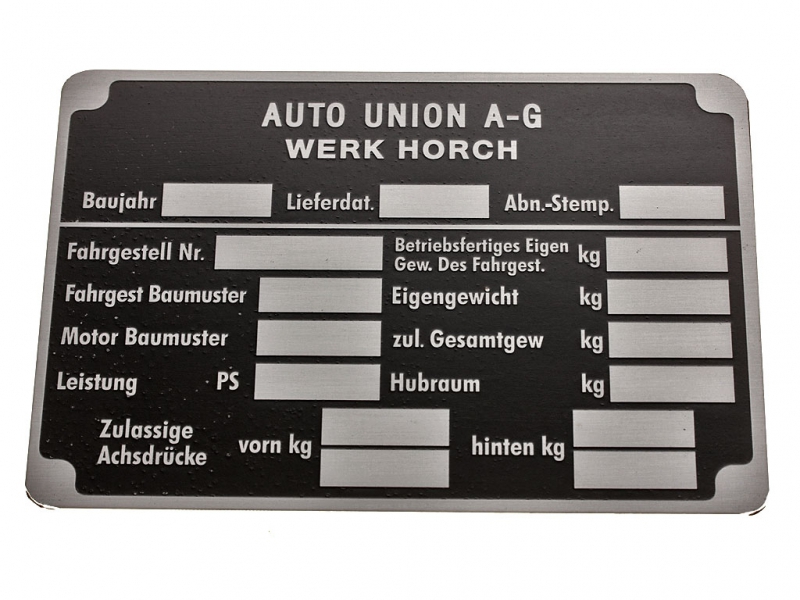 AUTO UNION A-G
WERK HORCH
Baujahr Lieferdat. Abn.-Stemp.
Fahrgestell Nr. Betriebsfertiges Eigen kg
Gew. Des Fahrgest.
Fahrgest Baumuster Eigengewicht kg
Motor Baumuster zul. Gesamtgew kg
Leistung PS Hubraum kg
Zulassige vorn kg hinten kg
Achsdrücke